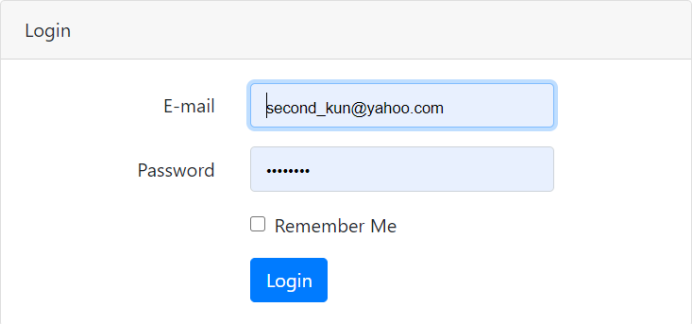 Login
E-mail
second_kun@yahoo.com
Password
••••••••
Remember Me
Login